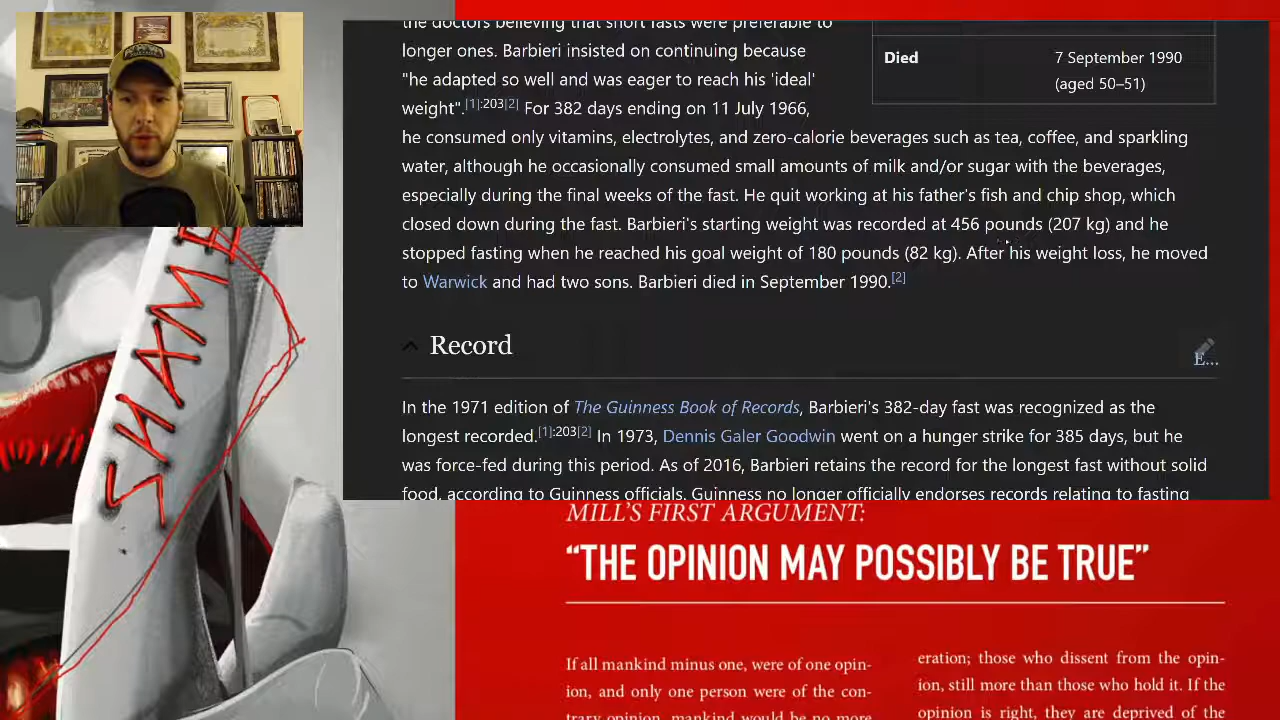 the doctors believing that short fasts were preferable to
longer ones. Barbieri insisted on continuing because
"he adapted so well and was eager to reach his 'ideal'
weight".[1]:203[2] For 382 days ending on 11 July 1966,
he consumed only vitamins, electrolytes, and zero-calorie beverages such as tea, coffee, and sparkling
water, although he occasionally consumed small amounts of milk and/or sugar with the beverages,
especially during the final weeks of the fast. He quit working at his father's fish and chip shop, which
closed down during the fast. Barbieri's starting weight was recorded at 456 pounds (207 kg) and he
stopped fasting when he reached his goal weight of 180 pounds (82 kg). After his weight loss, he moved
to Warwick and had two sons. Barbieri died in September 1990.[2]
Died
7 September 1990
(aged 50–51)
Record
E...
In the 1971 edition of The Guinness Book of Records, Barbieri's 382-day fast was recognized as the
longest recorded.[1]:203[2] In 1973, Dennis Galer Goodwin went on a hunger strike for 385 days, but he
was force-fed during this period. As of 2016, Barbieri retains the record for the longest fast without solid
food, according to Guinness officials. Guinness no longer officially endorses records relating to fasting
SHAME
MILL'S FIRST ARGUMENT:
“THE OPINION MAY POSSIBLY BE TRUE”
If all mankind minus one, were of one opin-
ion, and only one person were of the con-
trary opinion, mankind would be no more
eration; those who dissent from the opin-
ion, still more than those who hold it. If the
opinion is right, they are deprived of the